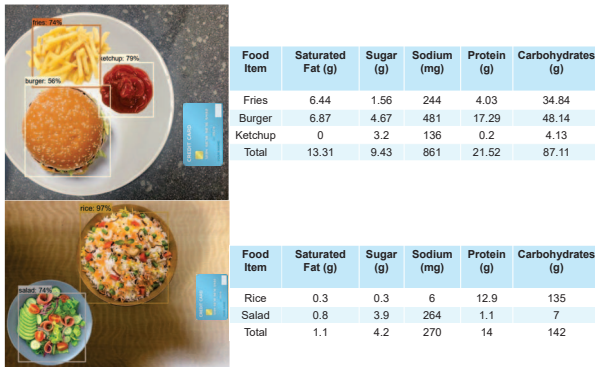 fries: 74%
ketchup: 79%
burger: 56%
CREDIT CARD
Food Item Saturated Fat (g) Sugar (g) Sodium (mg) Protein (g) Carbohydrates (g)
Fries 6.44 1.56 244 4.03 34.84
Burger 6.87 4.67 481 17.29 48.14
Ketchup 0 3.2 136 0.2 4.13
Total 13.31 9.43 861 21.52 87.11
rice: 97%
salad: 74%
CREDIT CARD
Food Item Saturated Fat (g) Sugar (g) Sodium (mg) Protein (g) Carbohydrates (g)
Rice 0.3 0.3 6 12.9 135
Salad 0.8 3.9 264 1.1 7
Total 1.1 4.2 270 14 142